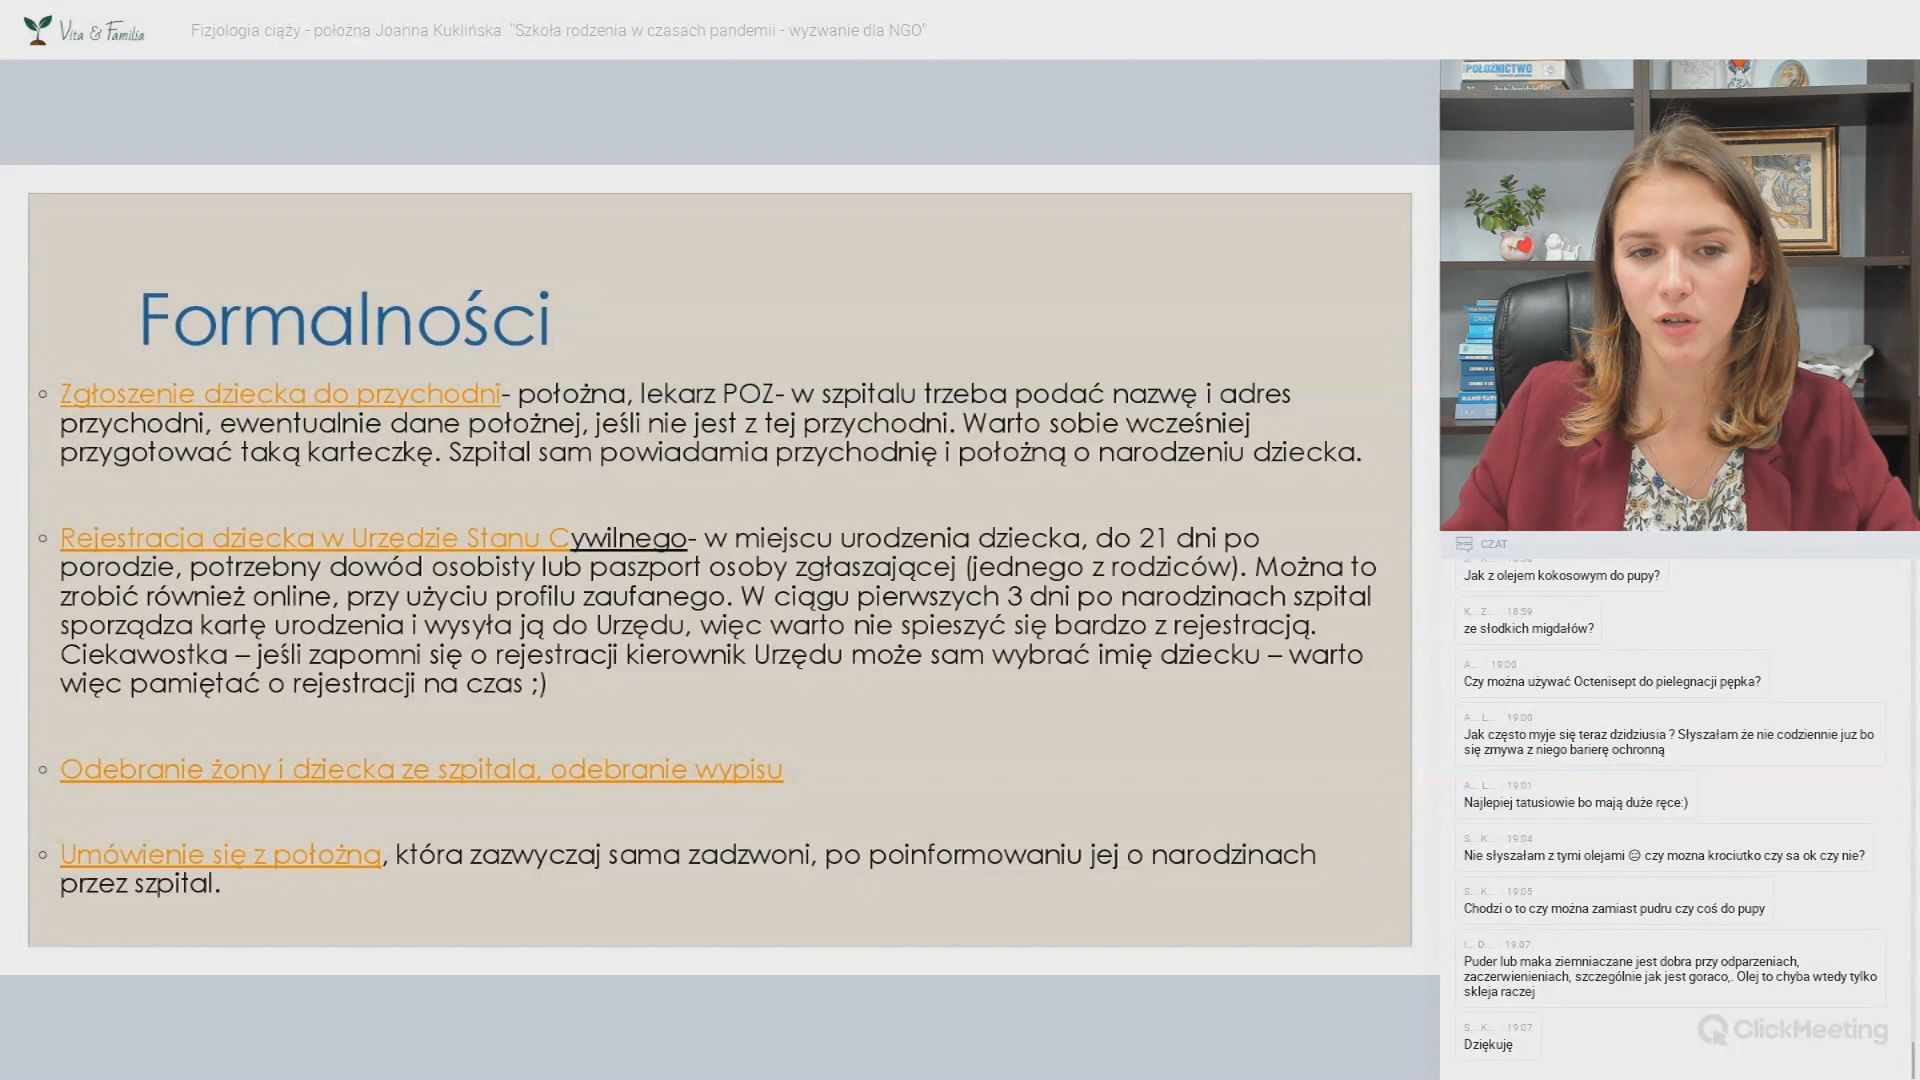 Vita & Familia
Fizjologia ciąży - położna Joanna Kuklińska. "Szkoła rodzenia w czasach pandemii - wyzwanie dla NGO"
POŁOŻNICTWO
Formalności
Zgłoszenie dziecka do przychodni- położna, lekarz POZ- w szpitalu trzeba podać nazwę i adres
przychodni, ewentualnie dane położnej, jeśli nie jest z tej przychodni. Warto sobie wcześniej
przygotować taką karteczkę. Szpital sam powiadamia przychodnię i położną o narodzeniu dziecka.
Rejestracja dziecka w Urzędzie Stanu Cywilnego- w miejscu urodzenia dziecka, do 21 dni po
porodzie, potrzebny dowód osobisty lub paszport osoby zgłaszającej (jednego z rodziców). Można to
zrobić również online, przy użyciu profilu zaufanego. W ciągu pierwszych 3 dni po narodzinach szpital
sporządza kartę urodzenia i wysyła ją do Urzędu, więc warto nie spieszyć się bardzo z rejestracją.
Ciekawostka – jeśli zapomni się o rejestracji kierownik Urzędu może sam wybrać imię dziecku – warto
więc pamiętać o rejestracji na czas ;)
Odebranie żony i dziecka ze szpitala, odebranie wypisu
Umówienie się z położną, która zazwyczaj sama zadzwoni, po poinformowaniu jej o narodzinach
przez szpital.
CZAT
Jak z olejem kokosowym do pupy?
K... Z... 18:59
ze słodkich migdałów?
A... 19:00
Czy można używać Octenisept do pielegnacji pępka?
A... L... 19:00
Jak często myje się teraz dzidziusia ? Słyszałam że nie codziennie juz bo
się zmywa z niego barierę ochronną
A... L... 19:01
Najlepiej tatusiowie bo mają duże ręce:)
S... K... 19:04
Nie słyszałam z tymi olejami 😑 czy mozna krociutko czy sa ok czy nie?
S... K... 19:05
Chodzi o to czy można zamiast pudru czy coś do pupy
I... D... 19:07
Puder lub maka ziemniaczane jest dobra przy odparzeniach,
zaczerwienieniach, szczególnie jak jest goraco,. Olej to chyba wtedy tylko
skleja raczej
S... K... 19:07
Dziękuję
ClickMeeting